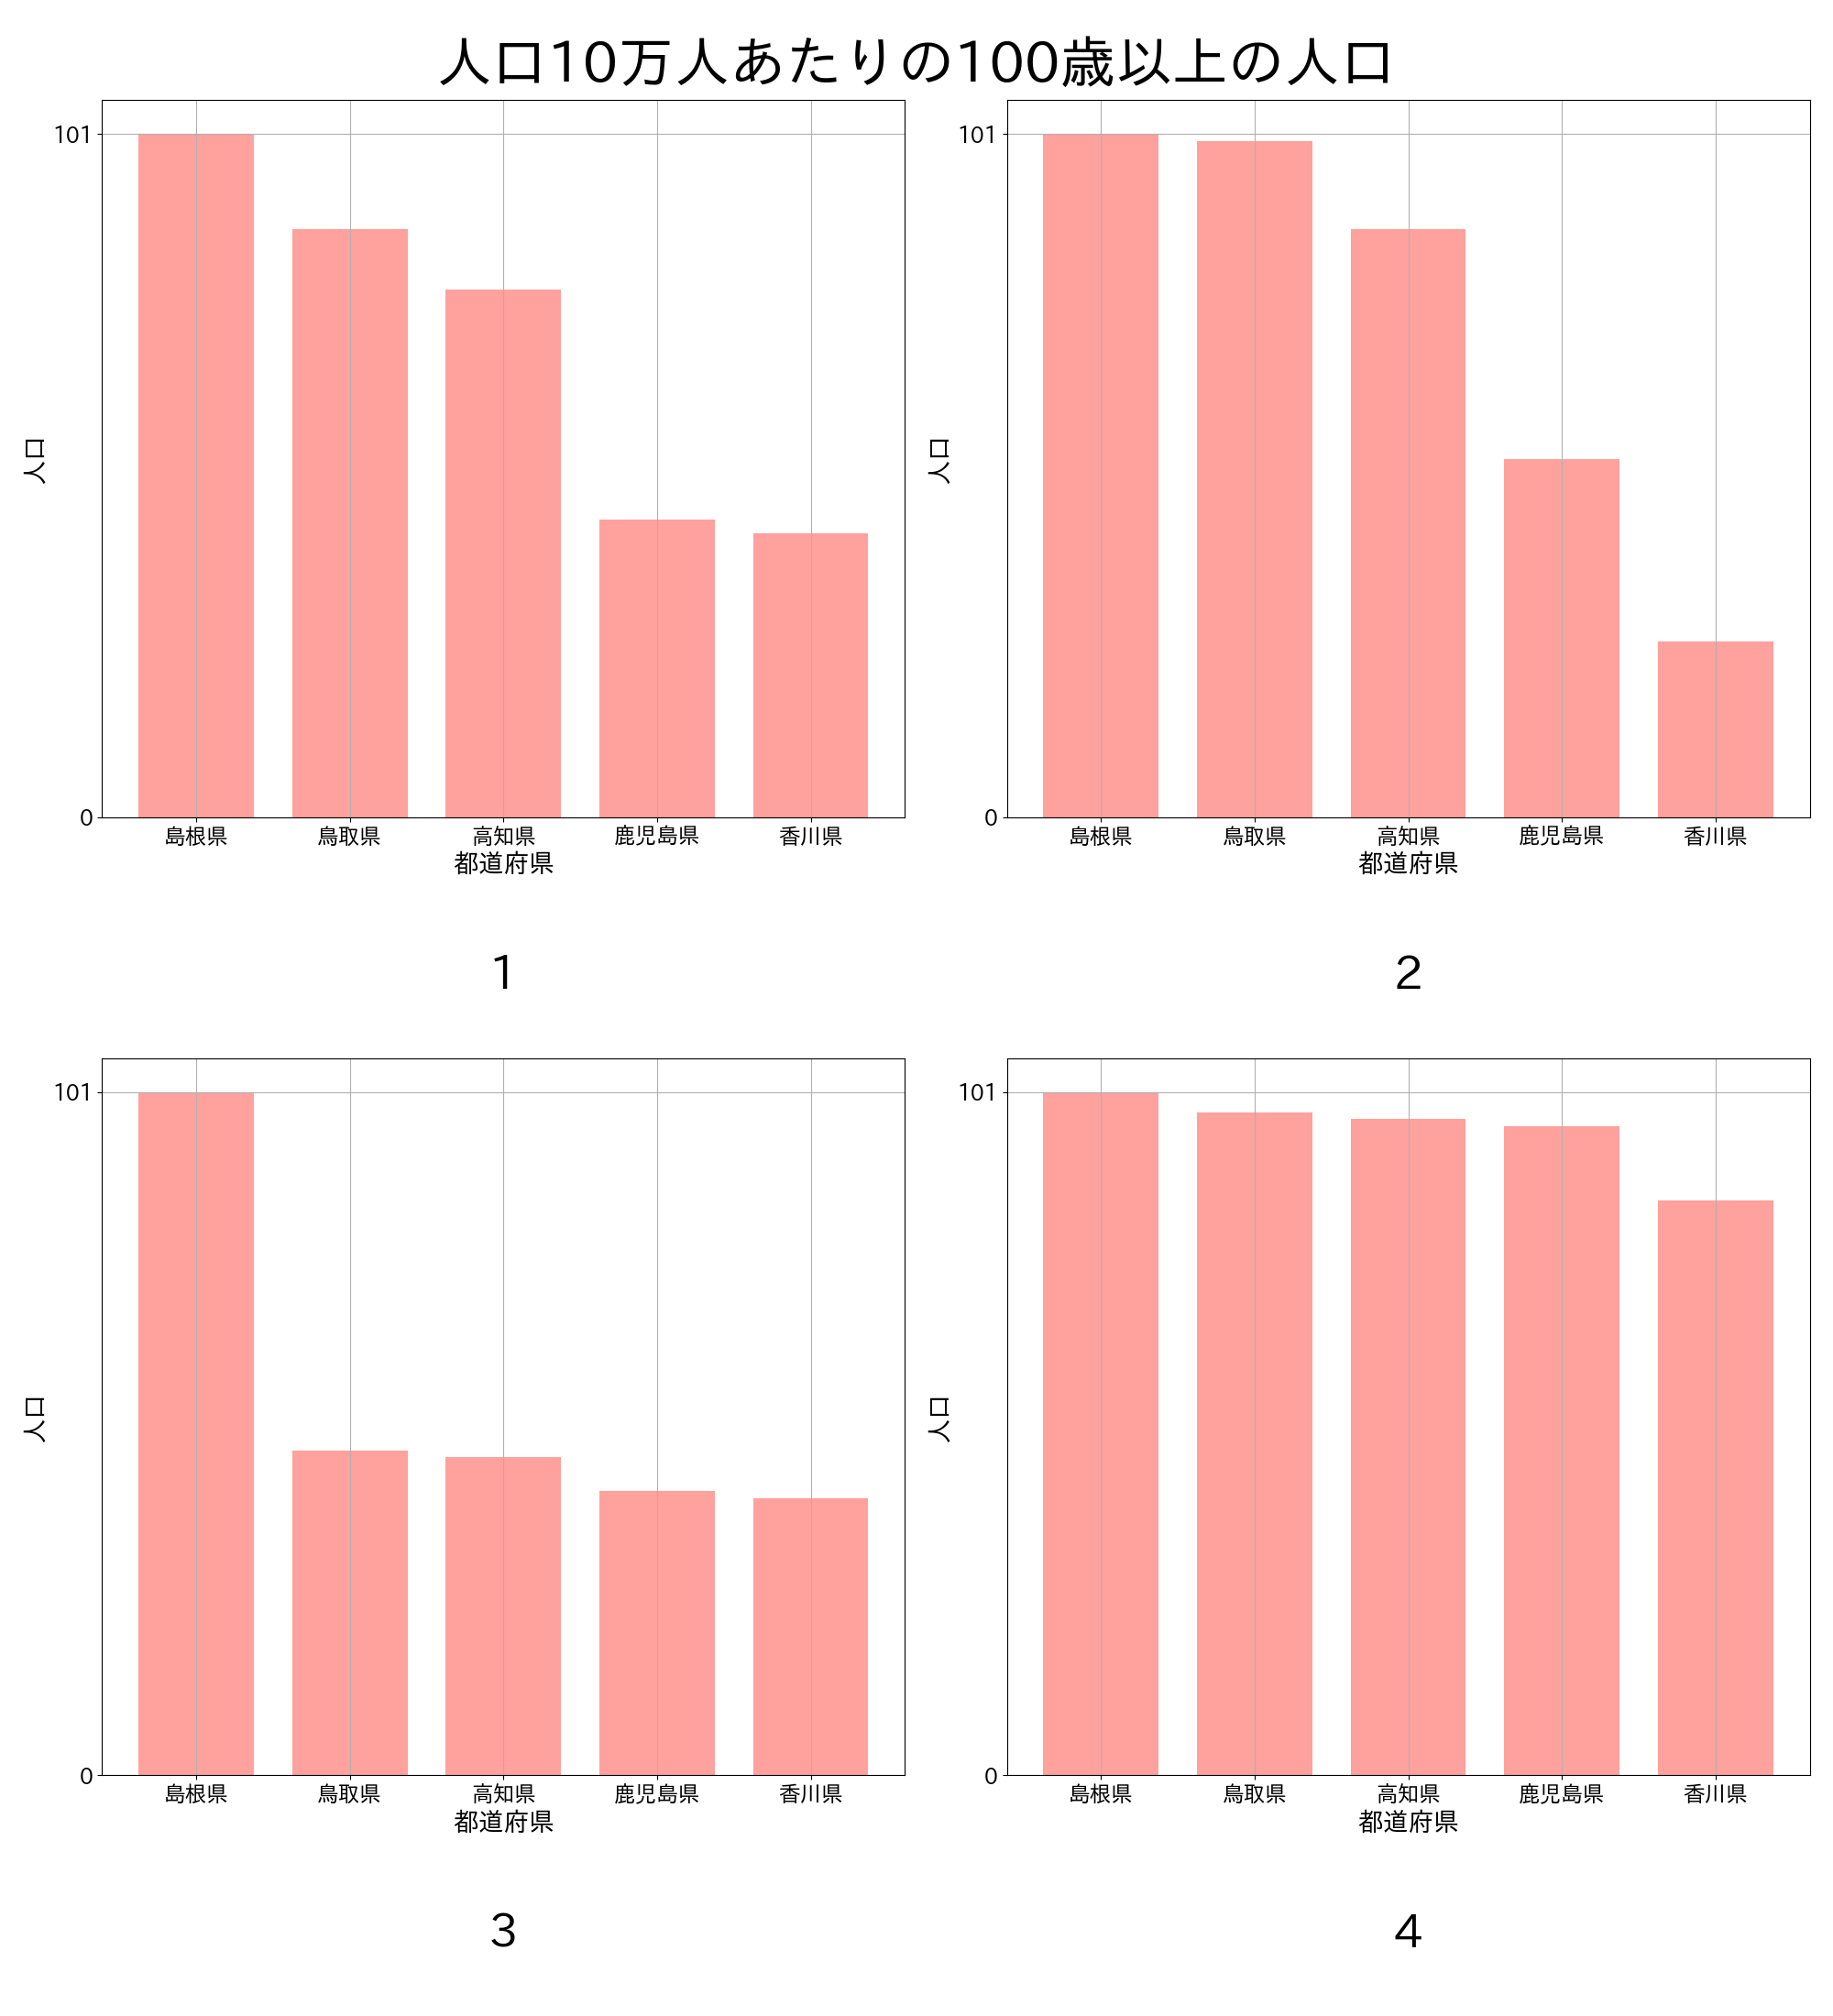 人口10万人あたりの100歳以上の人口
101
0
人口
島根県 鳥取県 高知県 鹿児島県 香川県
都道府県
1
101
0
人口
島根県 鳥取県 高知県 鹿児島県 香川県
都道府県
2
101
0
人口
島根県 鳥取県 高知県 鹿児島県 香川県
都道府県
3
101
0
人口
島根県 鳥取県 高知県 鹿児島県 香川県
都道府県
4